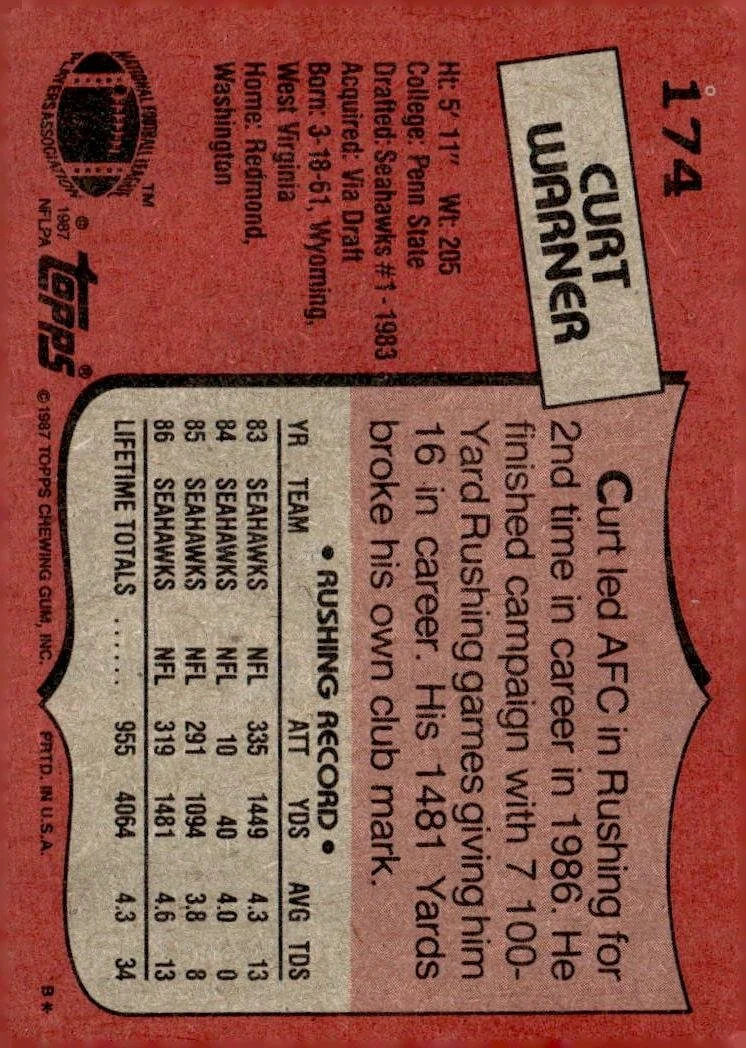 174
CURT
WARNER
Ht: 5' 11" Wt: 205
College: Penn State
Drafted: Seahawks #1 - 1983
Acquired: Via Draft
Born: 3-18-61, Wyoming,
West Virginia
Home: Redmond,
Washington
NATIONAL FOOTBALL LEAGUE
PLAYERS ASSOCIATION
TM
© 1987
NFLPA
topps®
©1987 TOPPS CHEWING GUM, INC. PRTD. IN U.S.A.
B*
Curt led AFC in Rushing for
2nd time in career in 1986. He
finished campaign with 7 100-
Yard Rushing games giving him
16 in career. His 1481 Yards
broke his own club mark.
• RUSHING RECORD •
YR TEAM ATT YDS AVG TDS
83 SEAHAWKS NFL 335 1449 4.3 13
84 SEAHAWKS NFL 10 40 4.0 0
85 SEAHAWKS NFL 291 1094 3.8 8
86 SEAHAWKS NFL 319 1481 4.6 13
LIFETIME TOTALS ...... 955 4064 4.3 34